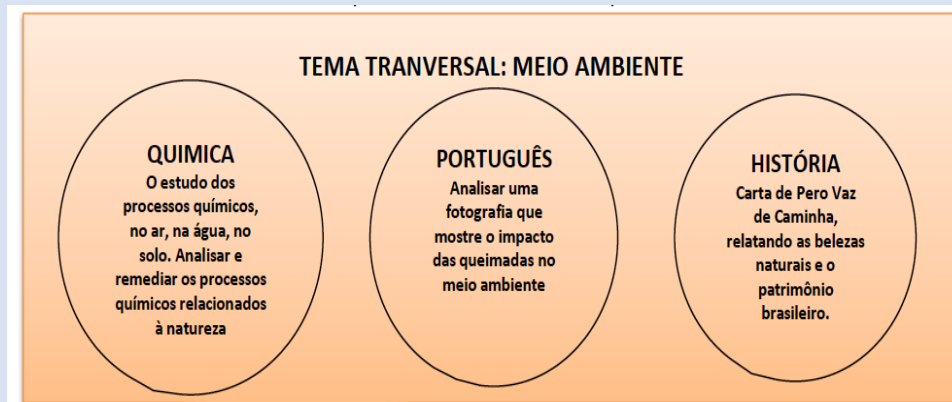 TEMA TRANVERSAL: MEIO AMBIENTE
QUIMICA
O estudo dos
processos químicos,
no ar, na água, no
solo. Analisar e
remediar os processos
químicos relacionados
à natureza
PORTUGUÊS
Analisar uma
fotografia que
mostre o impacto
das queimadas no
meio ambiente
HISTÓRIA
Carta de Pero Vaz
de Caminha,
relatando as belezas
naturais e o
patrimônio
brasileiro.